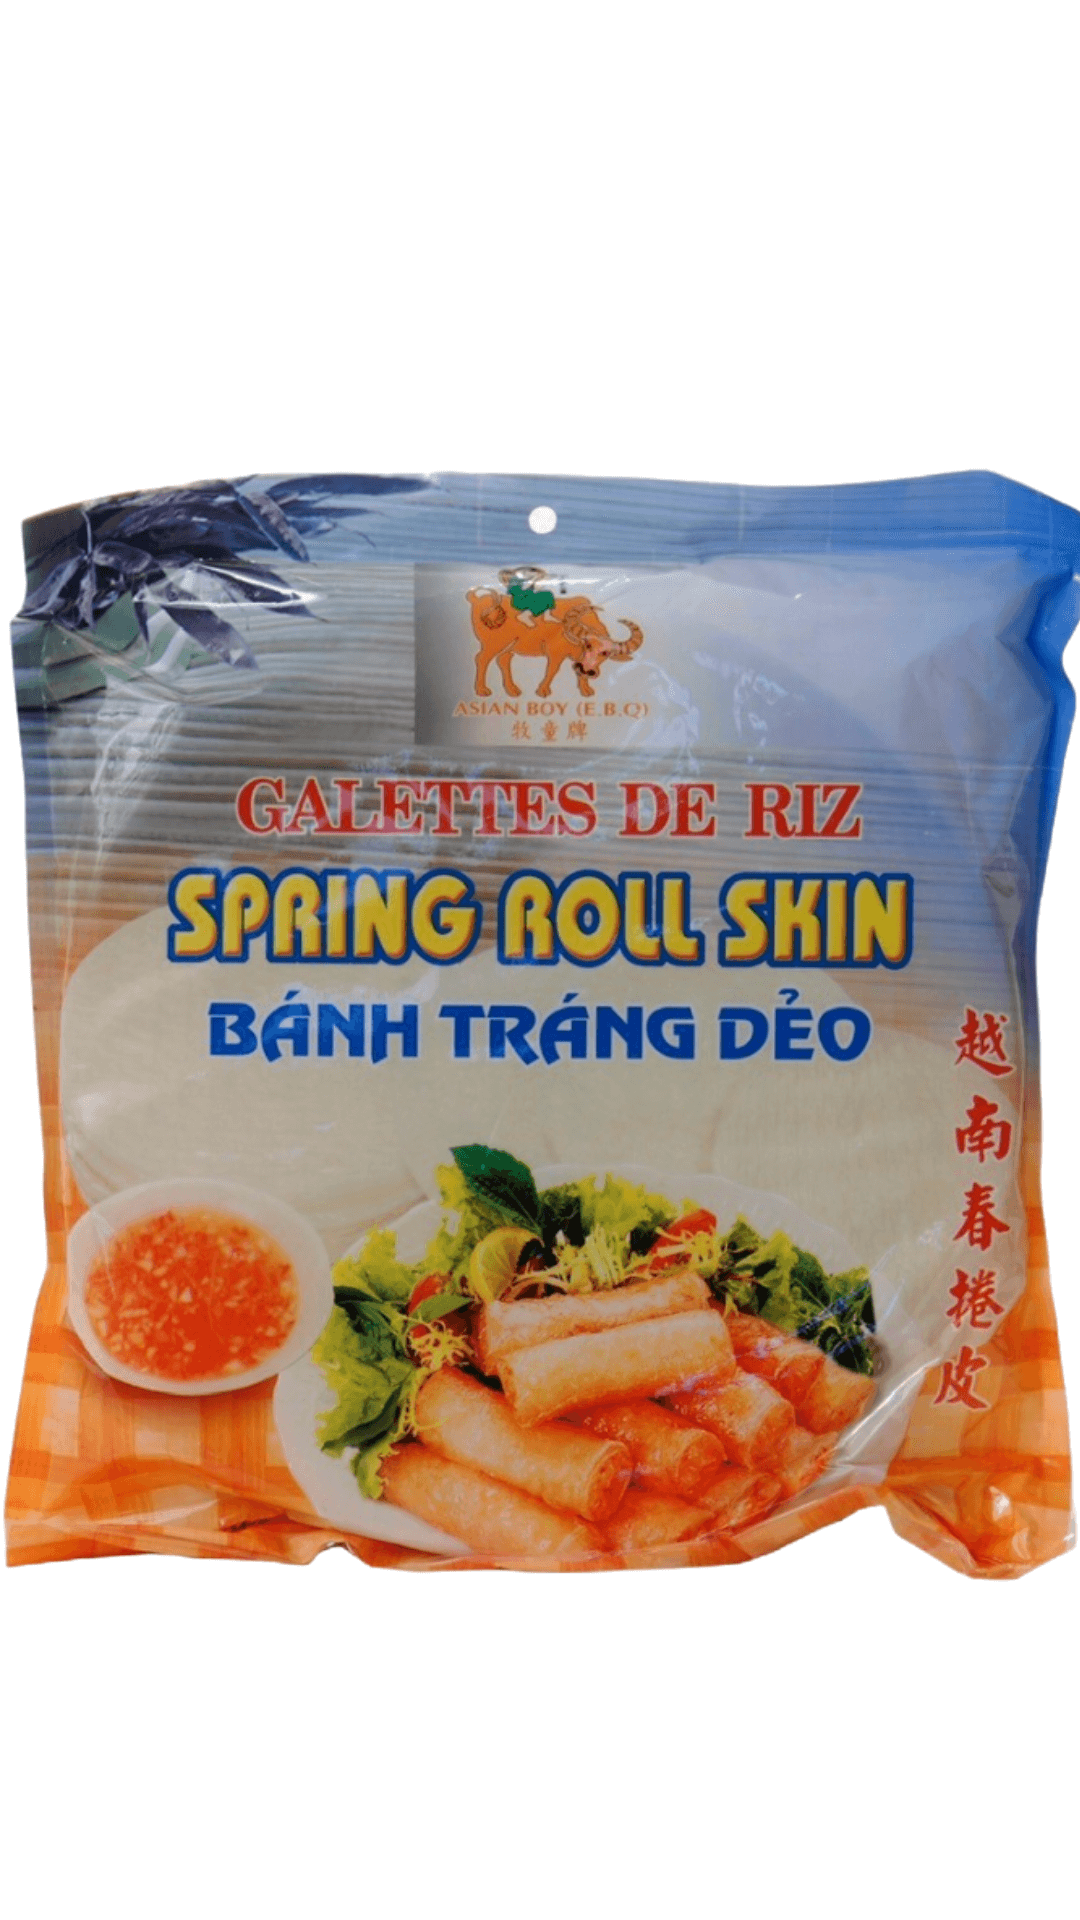 ASIAN BOY (E.B.Q)
牧童牌
GALETTES DE RIZ
SPRING ROLL SKIN
BÁNH TRÁNG DẺO
越南春捲皮